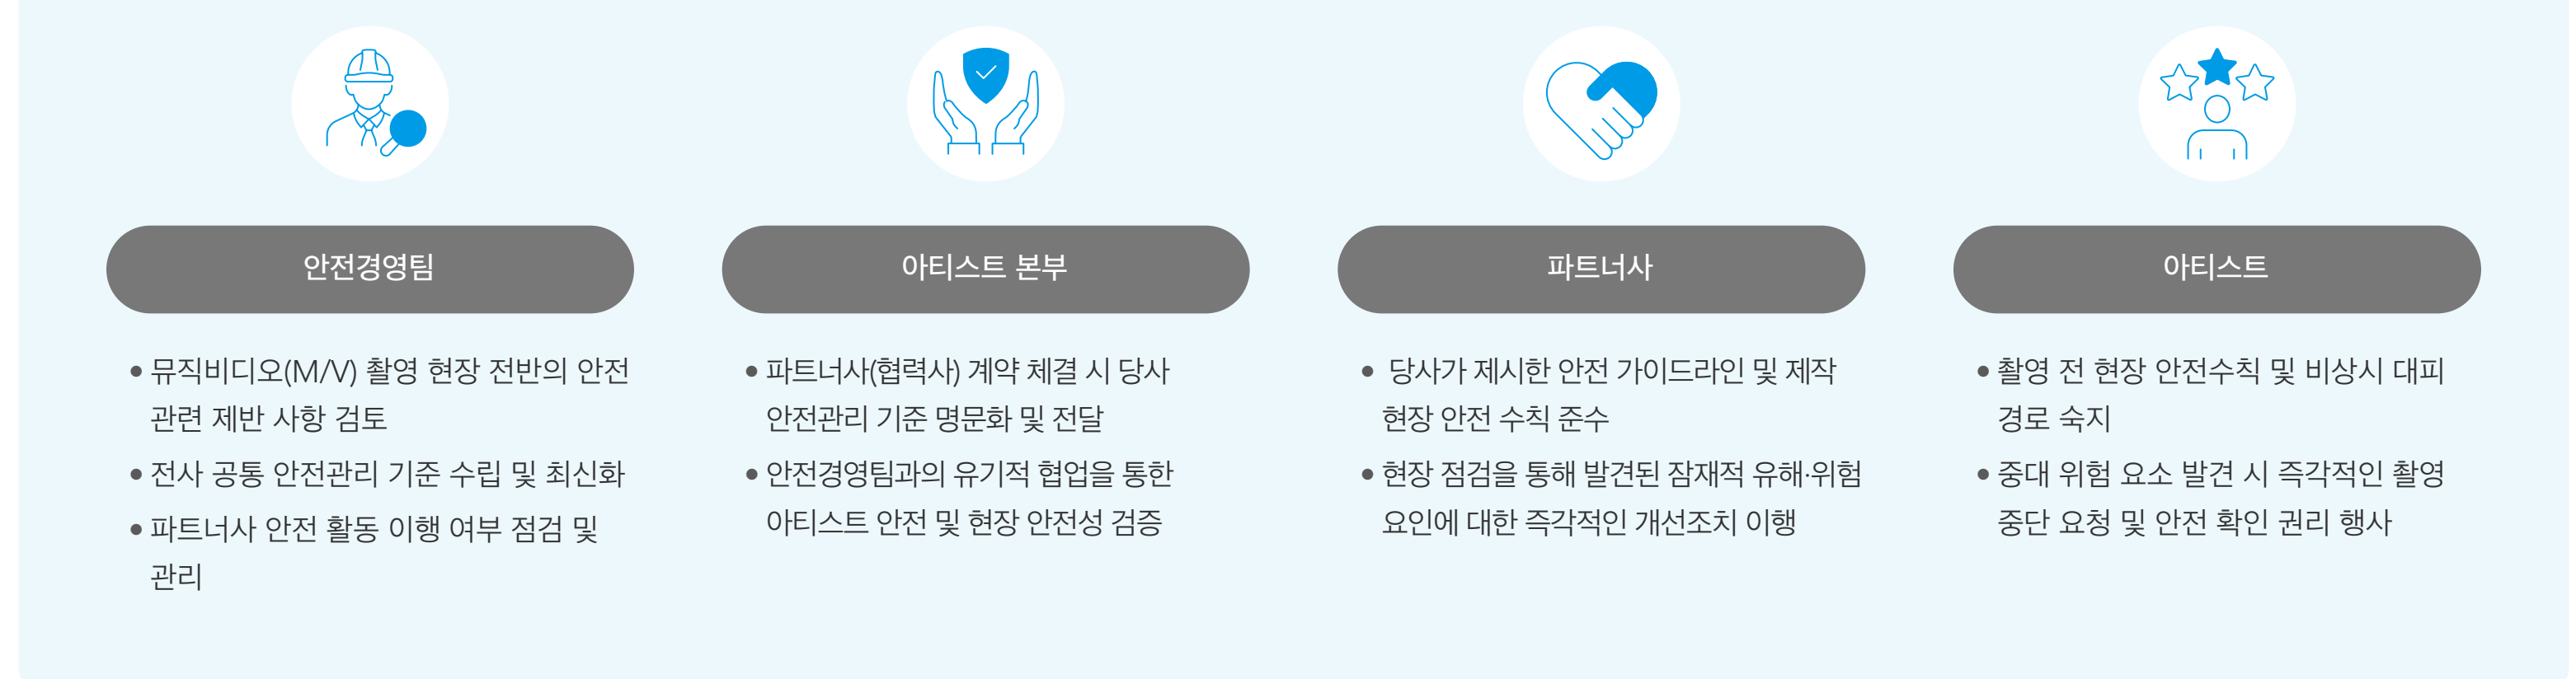 안전경영팀
• 뮤직비디오(M/V) 촬영 현장 전반의 안전
관련 제반 사항 검토
• 전사 공통 안전관리 기준 수립 및 최신화
• 파트너사 안전 활동 이행 여부 점검 및
관리
아티스트 본부
• 파트너사(협력사) 계약 체결 시 당사
안전관리 기준 명문화 및 전달
• 안전경영팀과의 유기적 협업을 통한
아티스트 안전 및 현장 안전성 검증
파트너사
• 당사가 제시한 안전 가이드라인 및 제작
현장 안전 수칙 준수
• 현장 점검을 통해 발견된 잠재적 유해·위험
요인에 대한 즉각적인 개선조치 이행
아티스트
• 촬영 전 현장 안전수칙 및 비상시 대피
경로 숙지
• 중대 위험 요소 발견 시 즉각적인 촬영
중단 요청 및 안전 확인 권리 행사